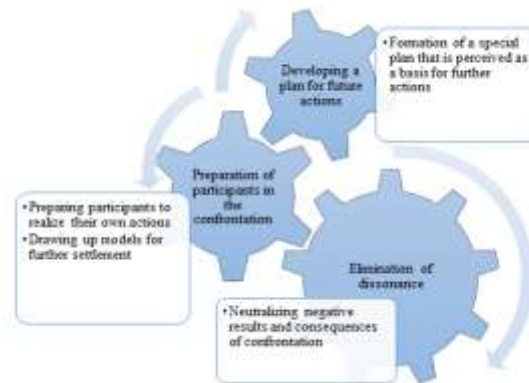 Developing a
plan for future
actions
• Formation of a special
plan that is perceived as
a basis for further
actions
Preparation of
participants in
the
confrontation
• Preparing participants to
realize their own actions
• Drawing up models for
further settlement
Elimination of
dissonance
• Neutralizing negative
results and consequences
of confrontation